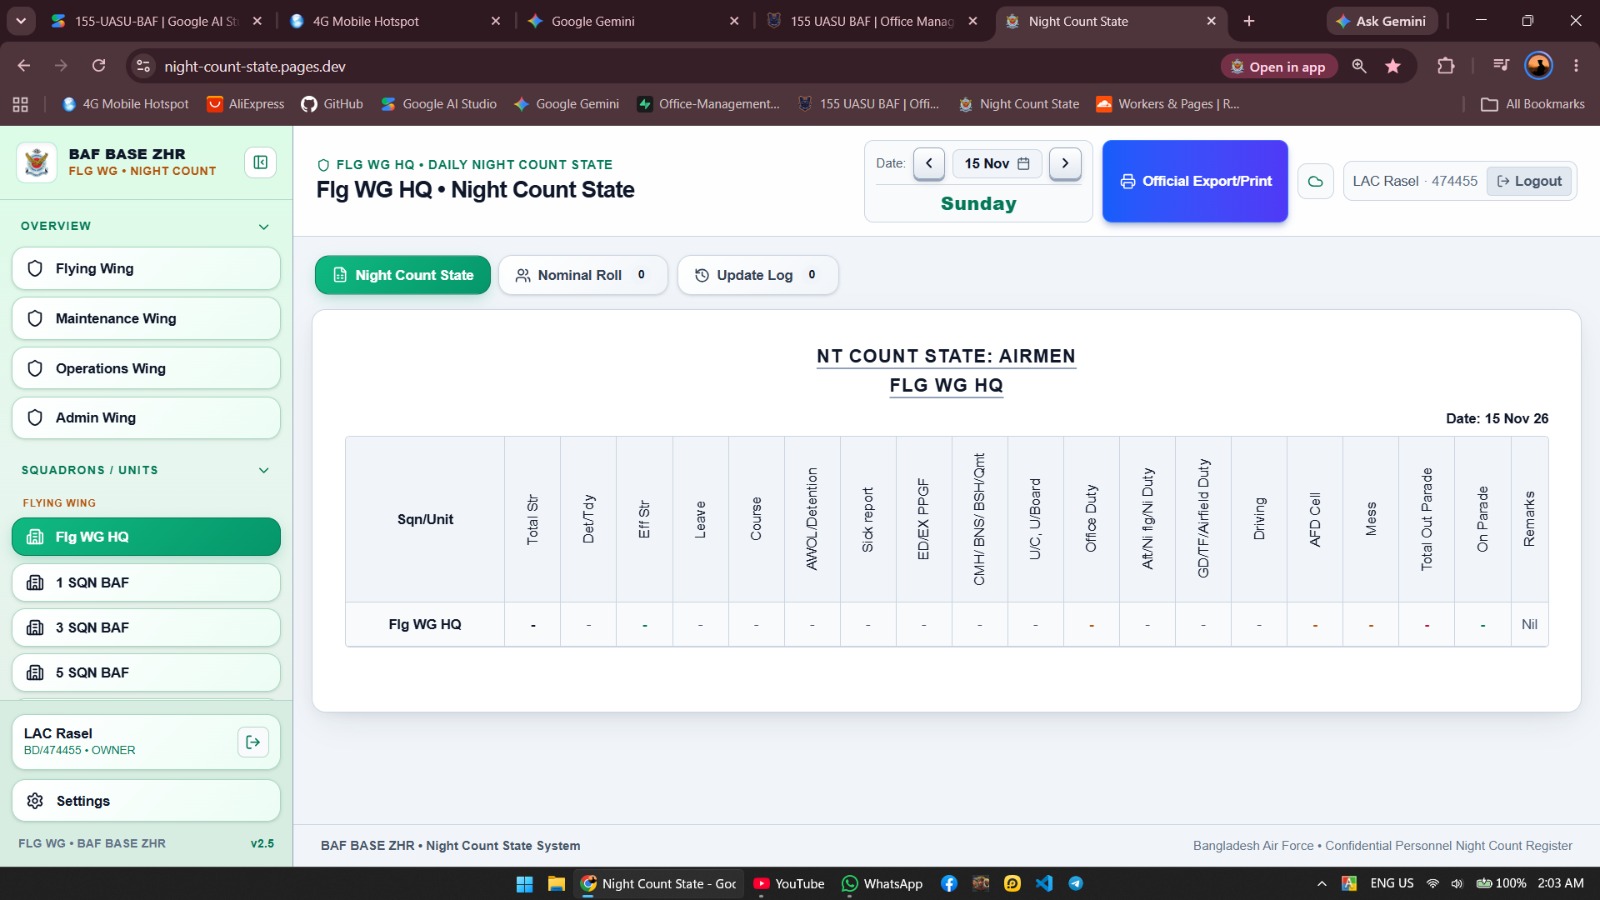 155-UASU-BAF | Google AI St
4G Mobile Hotspot
Google Gemini
155 UASU BAF | Office Manag
Night Count State
Ask Gemini
night-count-state.pages.dev
Open in app
4G Mobile Hotspot
AliExpress
GitHub
Google AI Studio
Google Gemini
Office-Management...
155 UASU BAF | Offi...
Night Count State
Workers & Pages | R...
All Bookmarks
BAF BASE ZHR
FLG WG • NIGHT COUNT
OVERVIEW
Flying Wing
Maintenance Wing
Operations Wing
Admin Wing
SQUADRONS / UNITS
FLYING WING
Flg WG HQ
1 SQN BAF
3 SQN BAF
5 SQN BAF
LAC Rasel
BD/474455 • OWNER
Settings
FLG WG • BAF BASE ZHR v2.5
FLG WG HQ • DAILY NIGHT COUNT STATE
Flg WG HQ • Night Count State
Date: 15 Nov
Sunday
Official Export/Print
LAC Rasel · 474455 Logout
Night Count State
Nominal Roll 0
Update Log 0
NT COUNT STATE: AIRMEN
FLG WG HQ
Date: 15 Nov 26
Sqn/Unit
Total Str
Det/Tdy
Eff Str
Leave
Course
AWOL/Detention
Sick report
ED/EX PPGF
CMH/ BNS/ BSH/Qmt
U/C, U/Board
Office Duty
Aft/Ni flg/Ni Duty
GD/TF/Airfield Duty
Driving
AFD Cell
Mess
Total Out Parade
On Parade
Remarks
Flg WG HQ - - - - - - - - - - - - - - - - - - Nil
BAF BASE ZHR • Night Count State System
Bangladesh Air Force • Confidential Personnel Night Count Register
Night Count State - Goo
YouTube
WhatsApp
ENG US
100%
2:03 AM